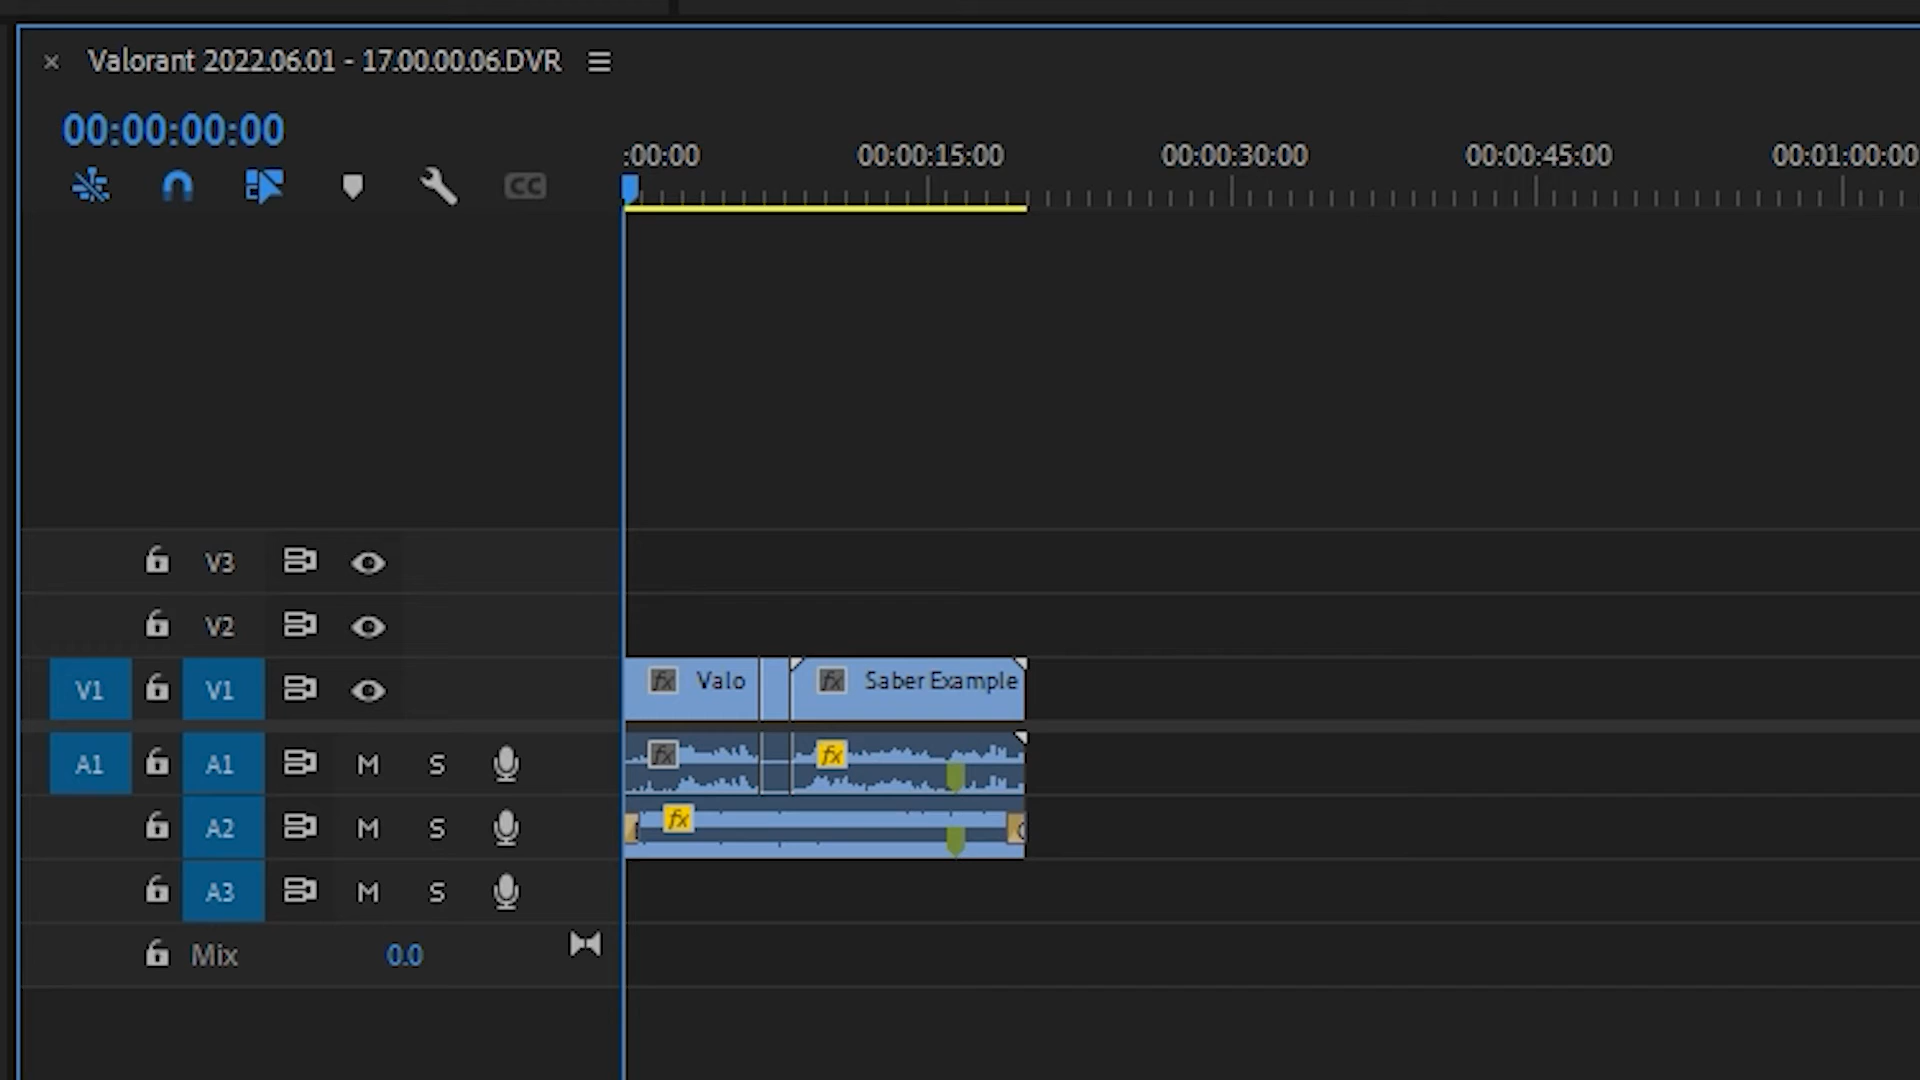 Valorant 2022.06.01 - 17.00.00.06.DVR
00:00:00:00
:00:00 00:00:15:00 00:00:30:00 00:00:45:00 00:01:00:00
CC
V3
V2
V1 V1 fx Valo fx Saber Example
A1 A1 M S fx fx
A2 M S fx
A3 M S
Mix 0.0